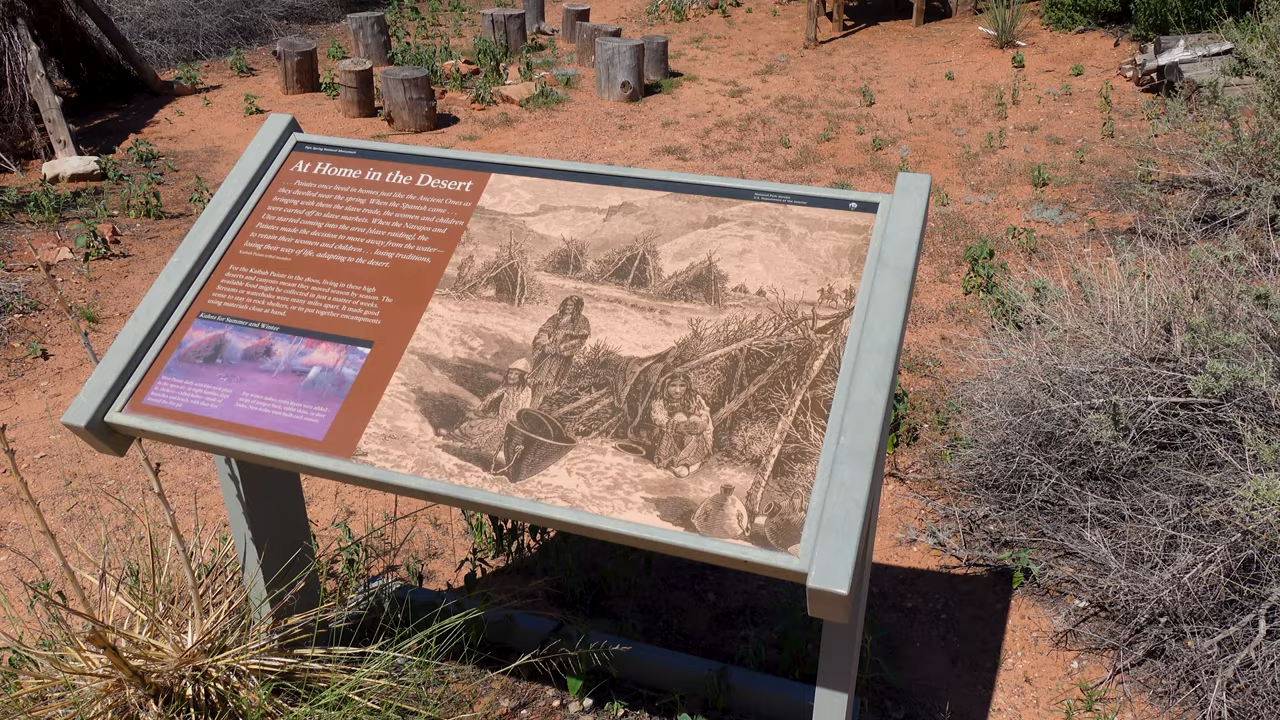 Pipe Spring National Monument
National Park Service
U.S. Department of the Interior
At Home in the Desert
. . . Paiutes once lived in homes just like the Ancient Ones as
they dwelled near the spring. When the Spanish came . . .
bringing with them the slave trade, the women and children
were carted off to slave markets. When the Navajos and
Utes started coming into the area [slave raiding], the
Paiutes made the decision to move away from the water—
to retain their women and children . . . losing traditions,
losing their way of life, adapting to the desert.
Kaibab Paiute tribal member
For the Kaibab Paiute in the 1800s, living in these high
deserts and canyons meant they moved season by season. The
available food might be collected in just a matter of weeks.
Streams or waterholes were many miles apart. It made good
sense to stay in rock shelters, or to put together encampments
using materials close at hand.
Kahns for Summer and Winter